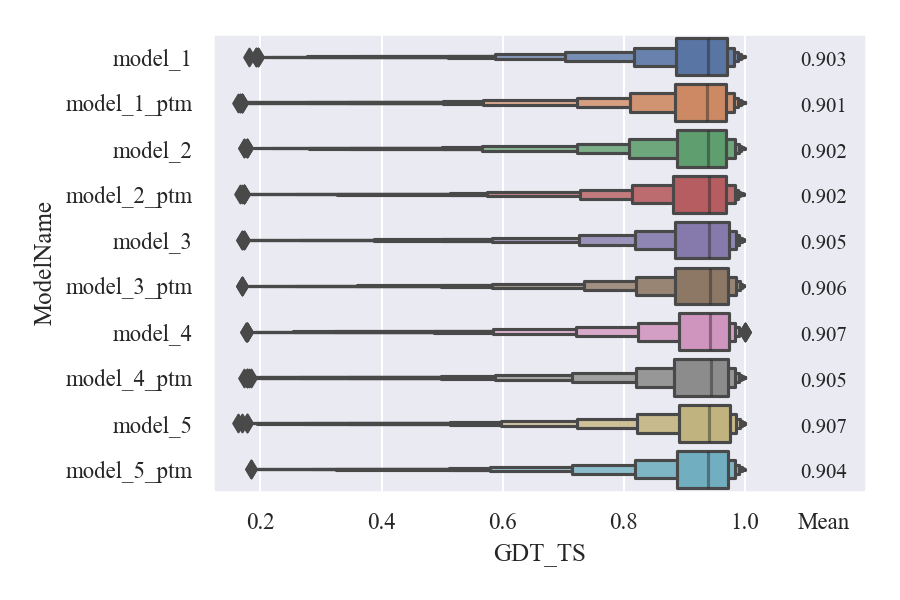 model_1 0.903
model_1_ptm 0.901
model_2 0.902
model_2_ptm 0.902
model_3 0.905
model_3_ptm 0.906
model_4 0.907
model_4_ptm 0.905
model_5 0.907
model_5_ptm 0.904
ModelName
0.2 0.4 0.6 0.8 1.0 Mean
GDT_TS